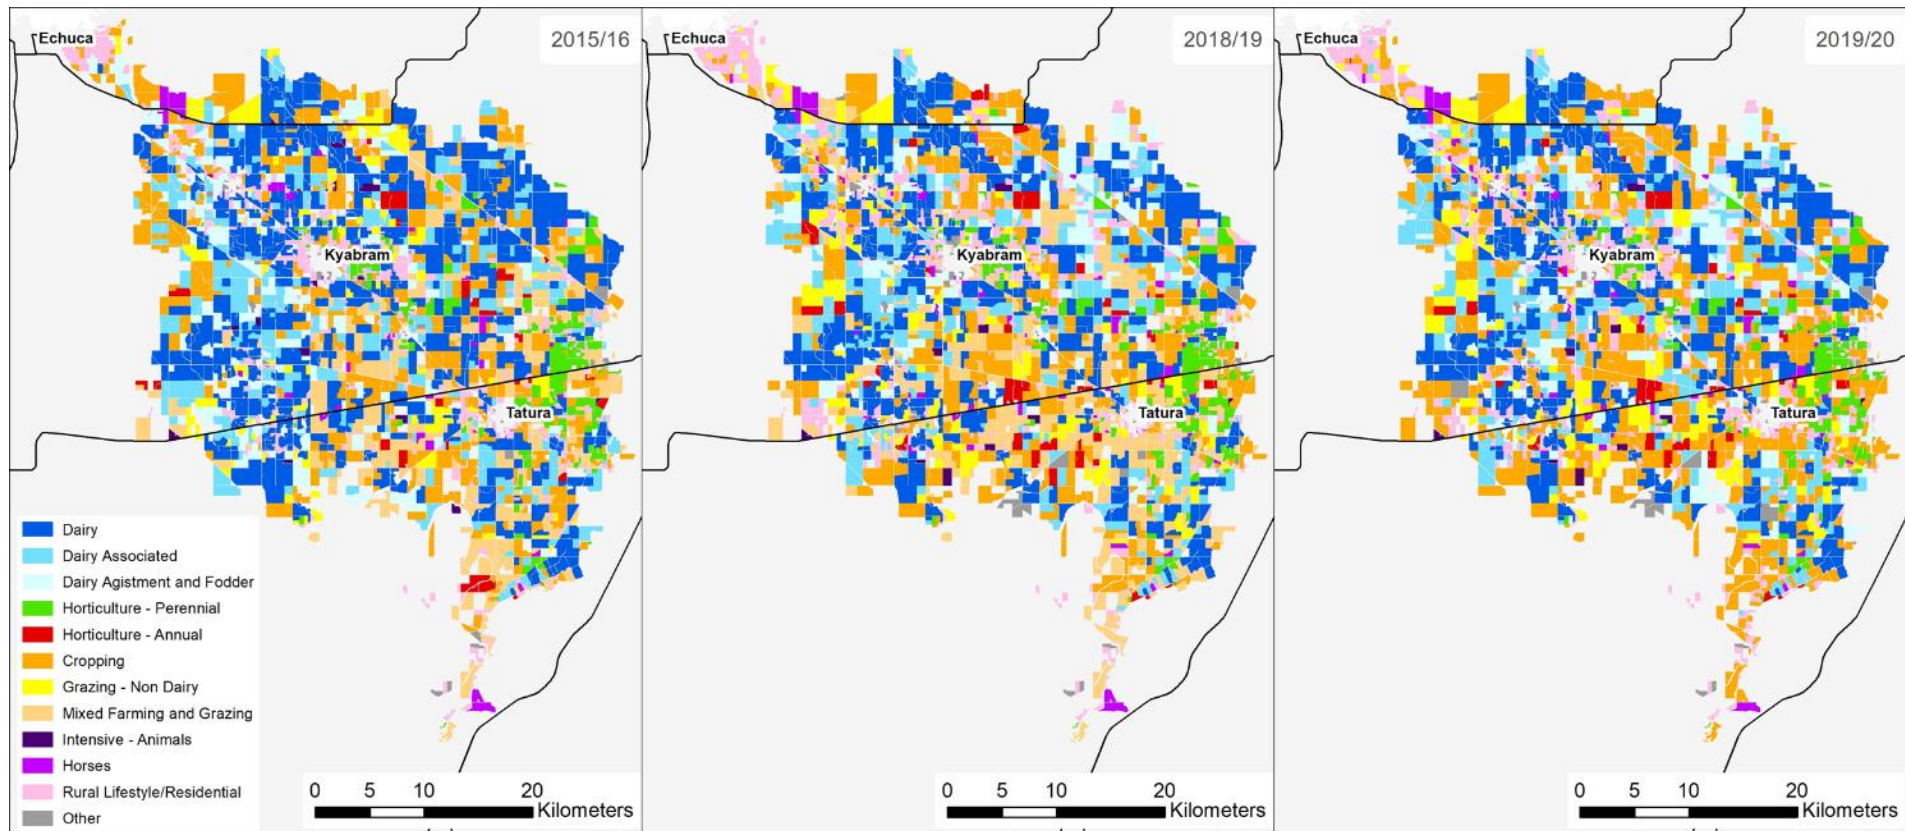 Echuca
2015/16
Kyabram
Tatura
Dairy
Dairy Associated
Dairy Agistment and Fodder
Horticulture - Perennial
Horticulture - Annual
Cropping
Grazing - Non Dairy
Mixed Farming and Grazing
Intensive - Animals
Horses
Rural Lifestyle/Residential
Other
0 5 10 20
Kilometers
Echuca
2018/19
Kyabram
Tatura
0 5 10 20
Kilometers
Echuca
2019/20
Kyabram
Tatura
0 5 10 20
Kilometers